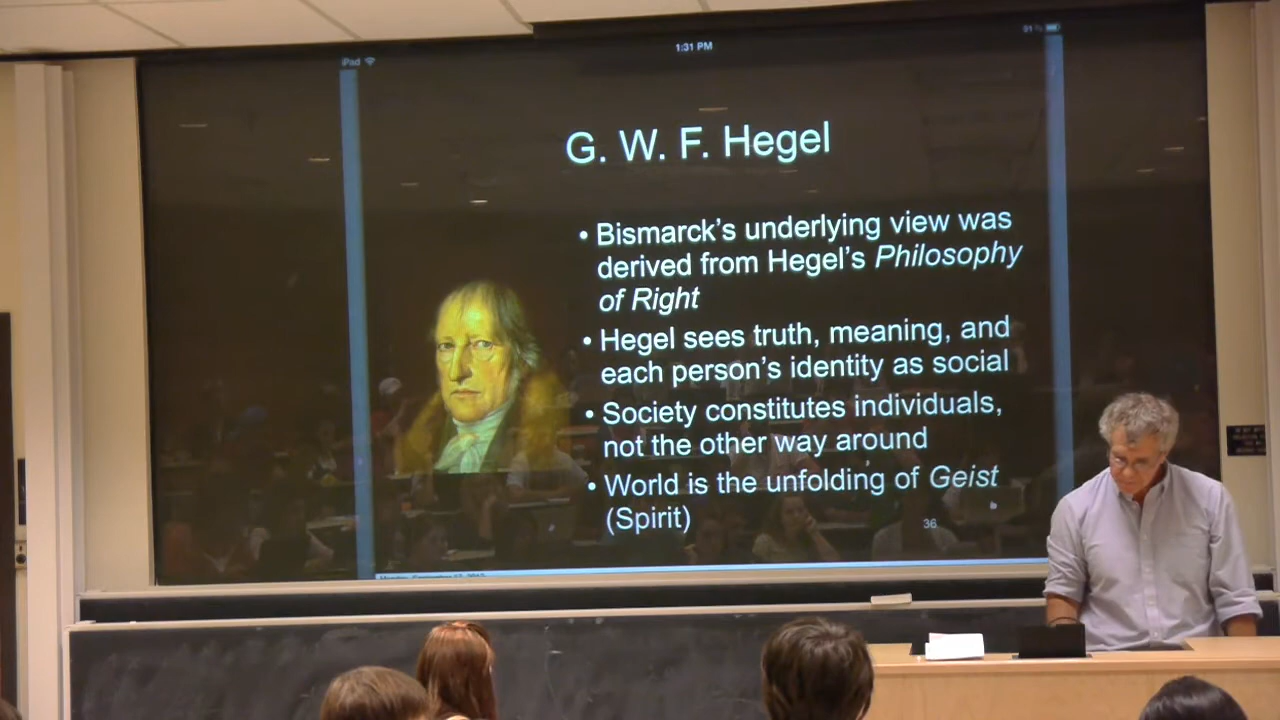 iPad
1:31 PM
G. W. F. Hegel
• Bismarck's underlying view was
derived from Hegel's Philosophy
of Right
• Hegel sees truth, meaning, and
each person's identity as social
• Society constitutes individuals,
not the other way around
• World is the unfolding of Geist
(Spirit)
36